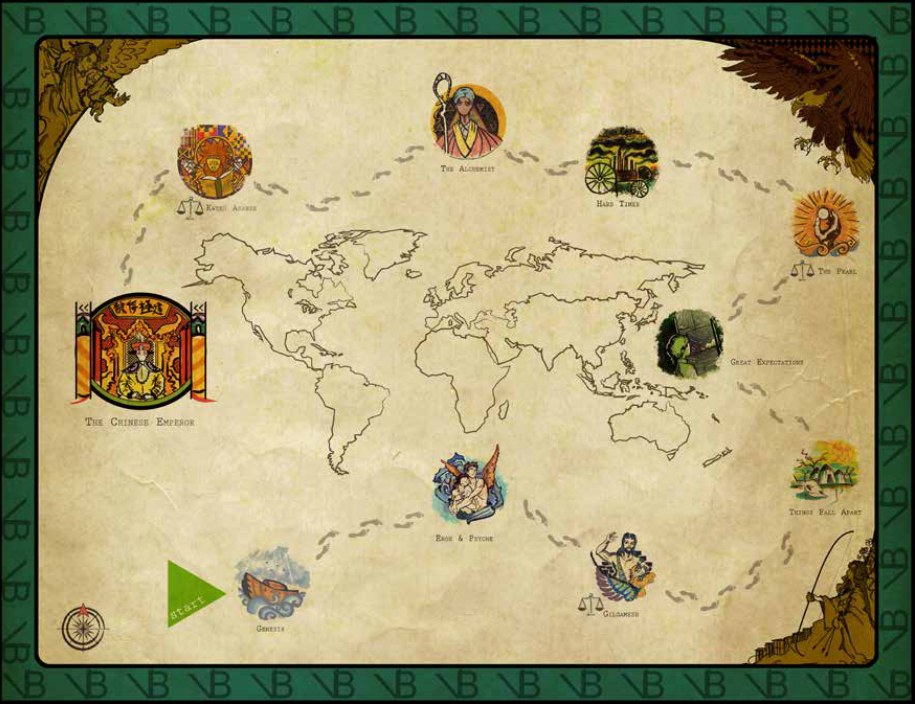 The Alchemist
Hard Times
Kweku Ananse
The Pearl
Great Expectations
The Chinese Emperor
Things Fall Apart
Eros & Psyche
start
Gilgamesh
Genesis